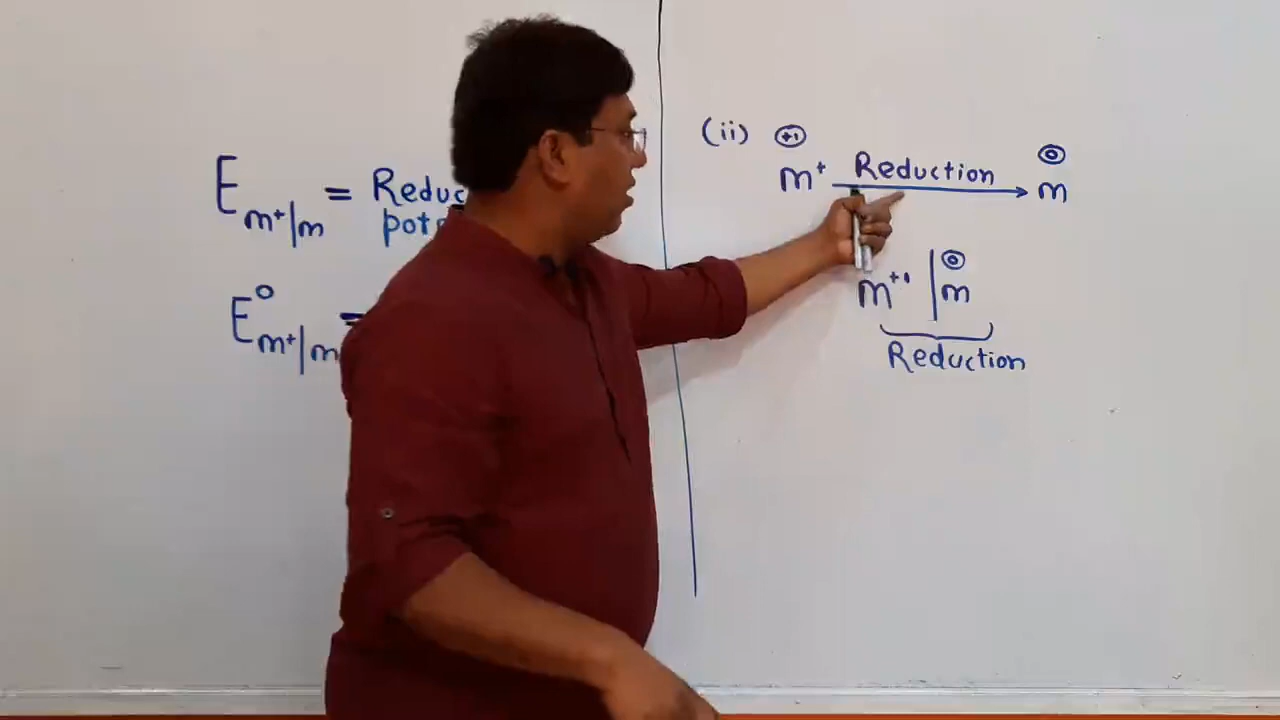 E m+|m = Reduc
pot
E° m+|m =
(ii) +1
m+ Reduction → m
0
m+1 | m
0
Reduction